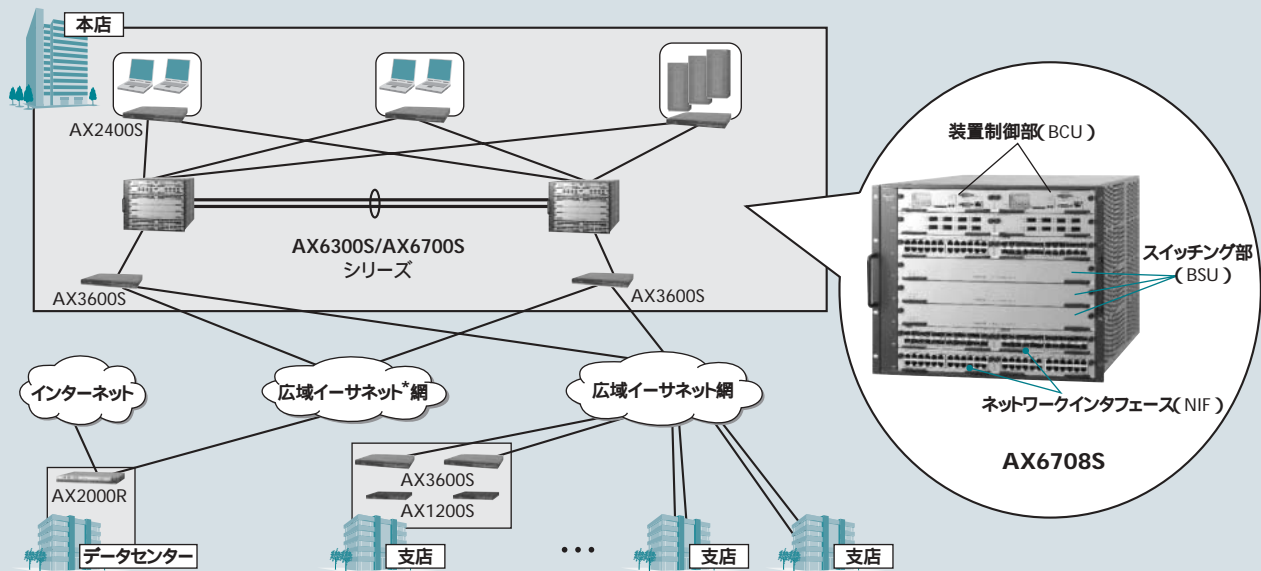 本店
AX2400S
AX6300S/AX6700S
シリーズ
AX3600S
AX3600S
インターネット
広域イーサネット*網
広域イーサネット網
AX2000R
AX3600S
AX1200S
データセンター
支店
・・・
支店
支店
装置制御部(BCU)
スイッチング部
(BSU)
ネットワークインタフェース(NIF)
AX6708S